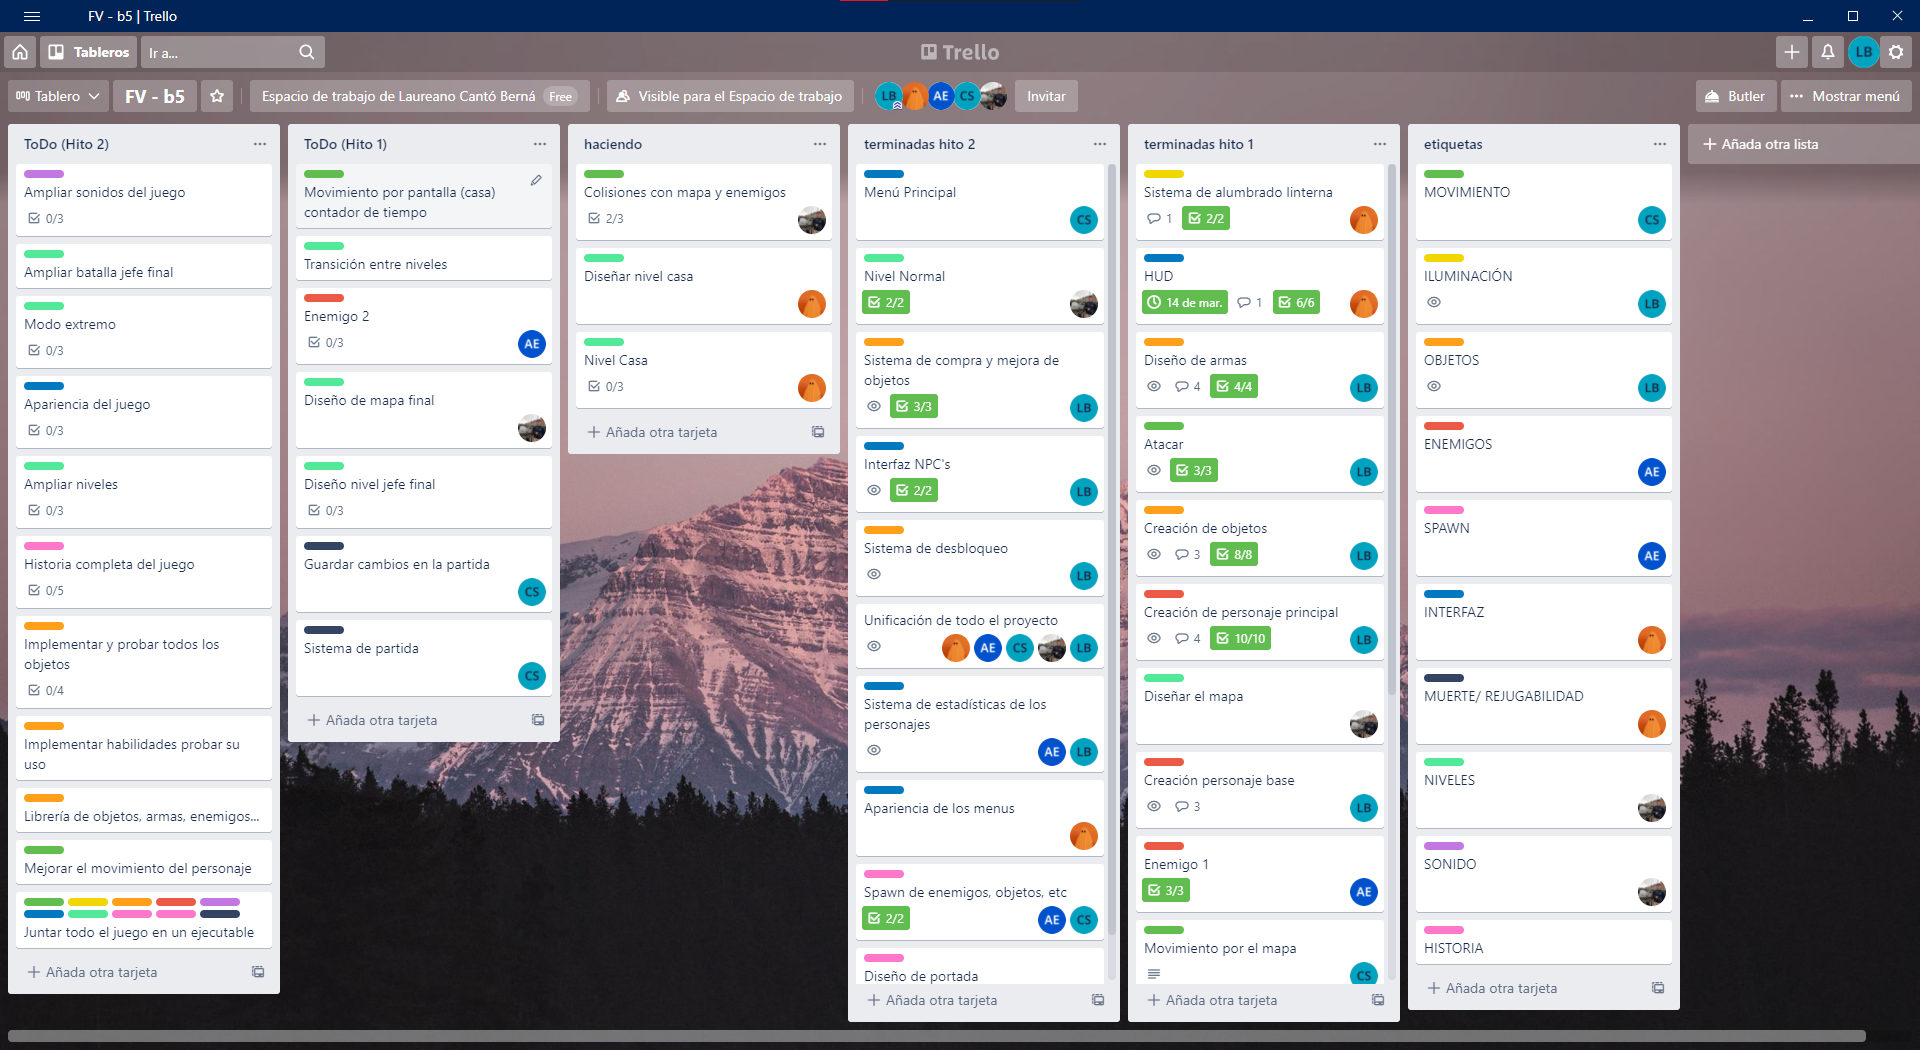 FV - b5 | Trello
Tableros
Ir a...
Trello
LB
Tablero
FV - b5
Espacio de trabajo de Laureano Cantó Berná Free
Visible para el Espacio de trabajo
LB AE CS
Invitar
Butler
Mostrar menú
ToDo (Hito 2)
Ampliar sonidos del juego
0/3
Ampliar batalla jefe final
Modo extremo
0/3
Apariencia del juego
0/3
Ampliar niveles
0/3
Historia completa del juego
0/5
Implementar y probar todos los
objetos
0/4
Implementar habilidades probar su
uso
Librería de objetos, armas, enemigos...
Mejorar el movimiento del personaje
Juntar todo el juego en un ejecutable
Añada otra tarjeta
ToDo (Hito 1)
Movimiento por pantalla (casa)
contador de tiempo
Transición entre niveles
Enemigo 2
0/3
AE
Diseño de mapa final
Diseño nivel jefe final
0/3
Guardar cambios en la partida
CS
Sistema de partida
CS
Añada otra tarjeta
haciendo
Colisiones con mapa y enemigos
2/3
Diseñar nivel casa
Nivel Casa
0/3
Añada otra tarjeta
terminadas hito 2
Menú Principal
CS
Nivel Normal
2/2
Sistema de compra y mejora de
objetos
3/3
LB
Interfaz NPC's
2/2
LB
Sistema de desbloqueo
LB
Unificación de todo el proyecto
AE CS LB
Sistema de estadísticas de los
personajes
AE LB
Apariencia de los menus
Spawn de enemigos, objetos, etc
2/2
AE CS
Diseño de portada
Añada otra tarjeta
terminadas hito 1
Sistema de alumbrado linterna
1 2/2
HUD
14 de mar. 1 6/6
Diseño de armas
4 4/4
LB
Atacar
3/3
LB
Creación de objetos
3 8/8
LB
Creación de personaje principal
4 10/10
LB
Diseñar el mapa
Creación personaje base
3
LB
Enemigo 1
3/3
AE
Movimiento por el mapa
CS
Añada otra tarjeta
etiquetas
MOVIMIENTO
CS
ILUMINACIÓN
LB
OBJETOS
LB
ENEMIGOS
AE
SPAWN
AE
INTERFAZ
MUERTE/ REJUGABILIDAD
NIVELES
SONIDO
HISTORIA
Añada otra tarjeta
Añada otra lista